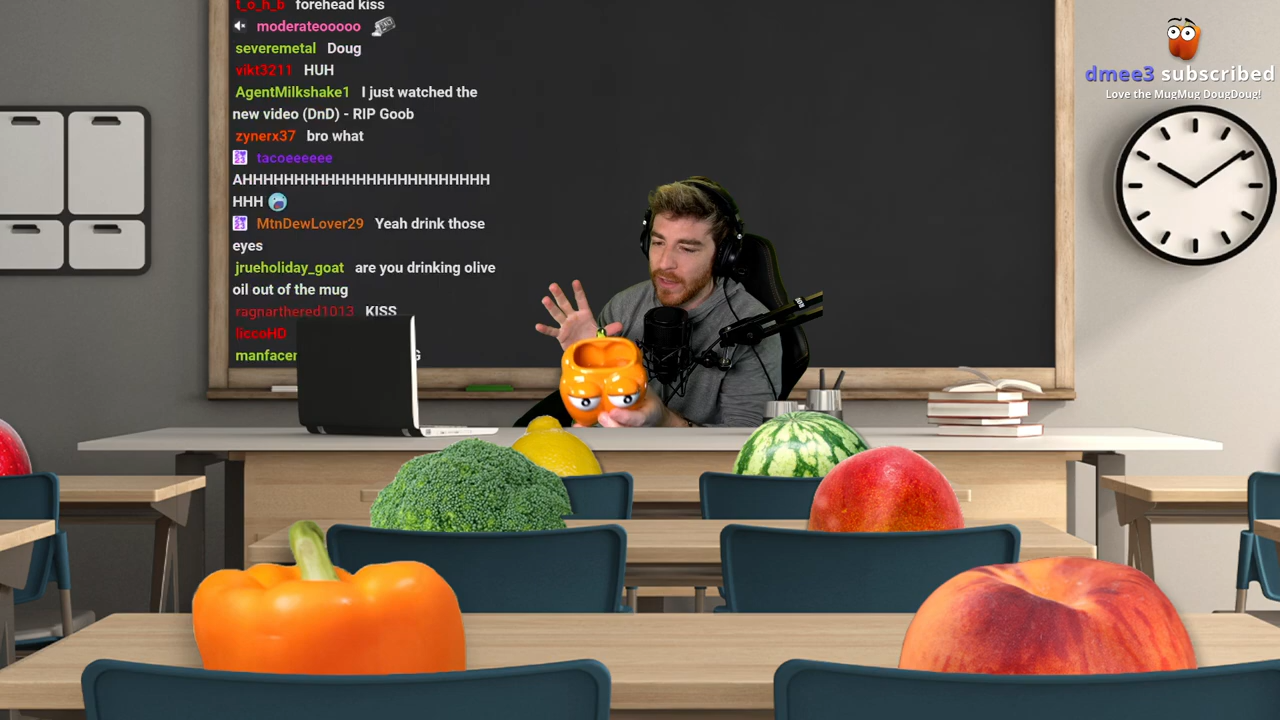 t_o_h_b forehead kiss
moderateooooo
severemetal Doug
vikt3211 HUH
AgentMilkshake1 I just watched the
new video (DnD) - RIP Goob
zynerx37 bro what
tacoeeeeee
AHHHHHHHHHHHHHHHHHHHHHHHH
HHH
MtnDewLover29 Yeah drink those
eyes
jrueholiday_goat are you drinking olive
oil out of the mug
ragnarthered1013 KISS
liccoHD
dmee3 subscribed
Love the MugMug DougDoug!